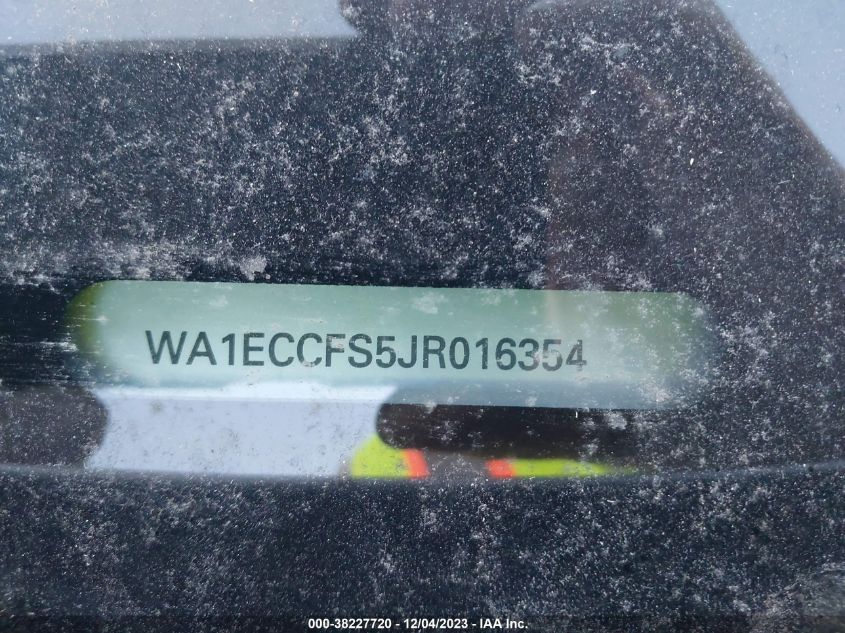 WA1ECCFS5JR016354
000-38227720 - 12/04/2023 - IAA Inc.